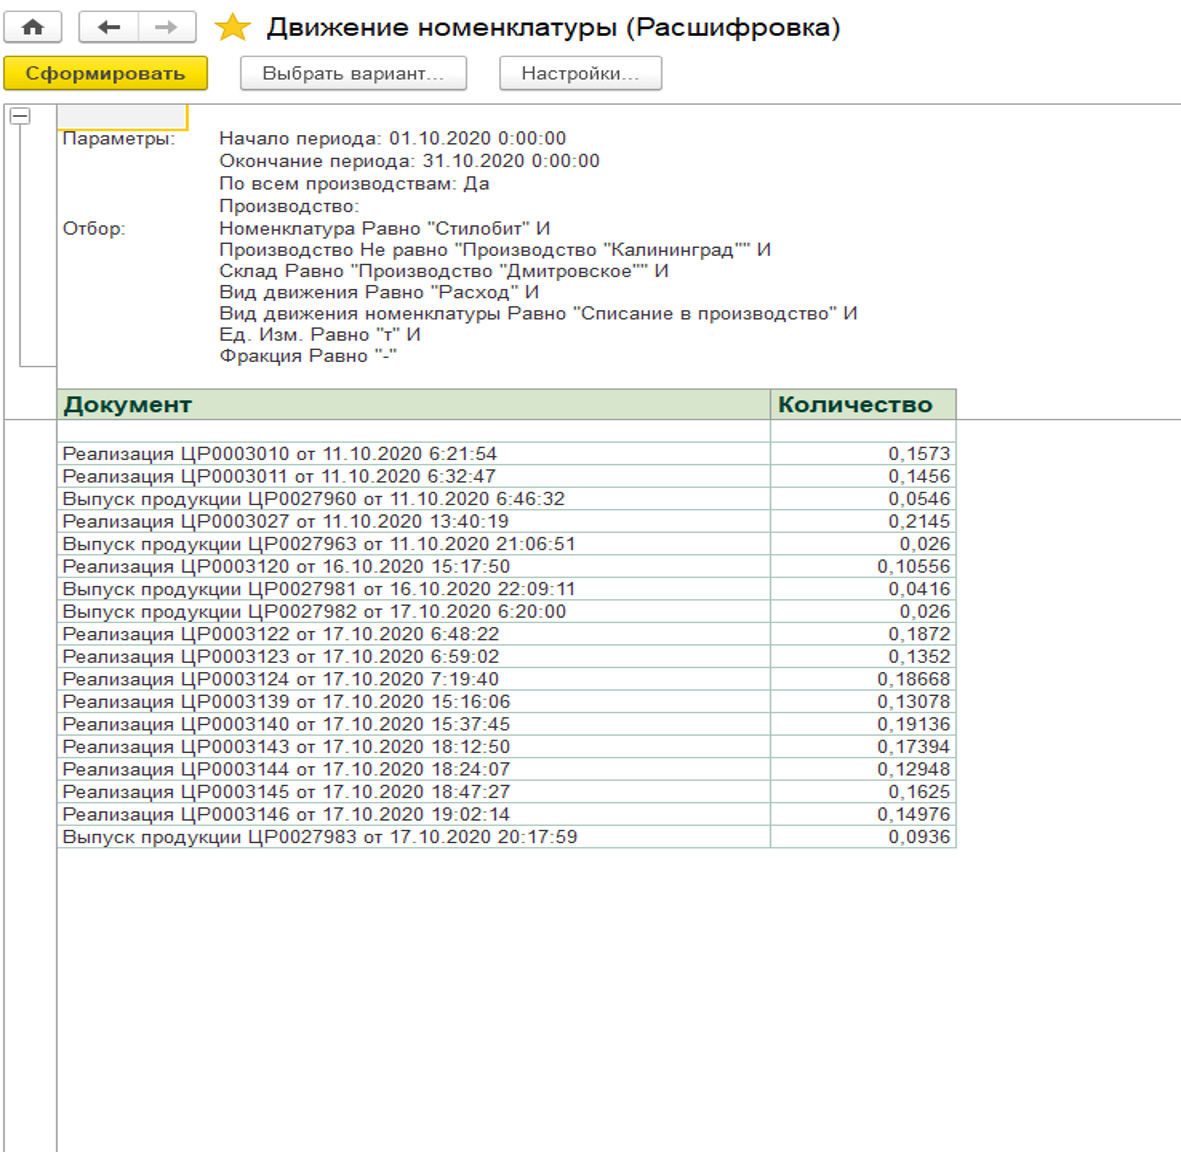 Движение номенклатуры (Расшифровка)
Сформировать Выбрать вариант... Настройки...
Параметры: Начало периода: 01.10.2020 0:00:00
Окончание периода: 31.10.2020 0:00:00
По всем производствам: Да
Производство:
Отбор: Номенклатура Равно "Стилобит" И
Производство Не равно "Производство "Калининград"" И
Склад Равно "Производство "Дмитровское"" И
Вид движения Равно "Расход" И
Вид движения номенклатуры Равно "Списание в производство" И
Ед. Изм. Равно "т" И
Фракция Равно "-"
Документ Количество
Реализация ЦР0003010 от 11.10.2020 6:21:54 0,1573
Реализация ЦР0003011 от 11.10.2020 6:32:47 0,1456
Выпуск продукции ЦР0027960 от 11.10.2020 6:46:32 0,0546
Реализация ЦР0003027 от 11.10.2020 13:40:19 0,2145
Выпуск продукции ЦР0027963 от 11.10.2020 21:06:51 0,026
Реализация ЦР0003120 от 16.10.2020 15:17:50 0,10556
Выпуск продукции ЦР0027981 от 16.10.2020 22:09:11 0,0416
Выпуск продукции ЦР0027982 от 17.10.2020 6:20:00 0,026
Реализация ЦР0003122 от 17.10.2020 6:48:22 0,1872
Реализация ЦР0003123 от 17.10.2020 6:59:02 0,1352
Реализация ЦР0003124 от 17.10.2020 7:19:40 0,18668
Реализация ЦР0003139 от 17.10.2020 15:16:06 0,13078
Реализация ЦР0003140 от 17.10.2020 15:37:45 0,19136
Реализация ЦР0003143 от 17.10.2020 18:12:50 0,17394
Реализация ЦР0003144 от 17.10.2020 18:24:07 0,12948
Реализация ЦР0003145 от 17.10.2020 18:47:27 0,1625
Реализация ЦР0003146 от 17.10.2020 19:02:14 0,14976
Выпуск продукции ЦР0027983 от 17.10.2020 20:17:59 0,0936